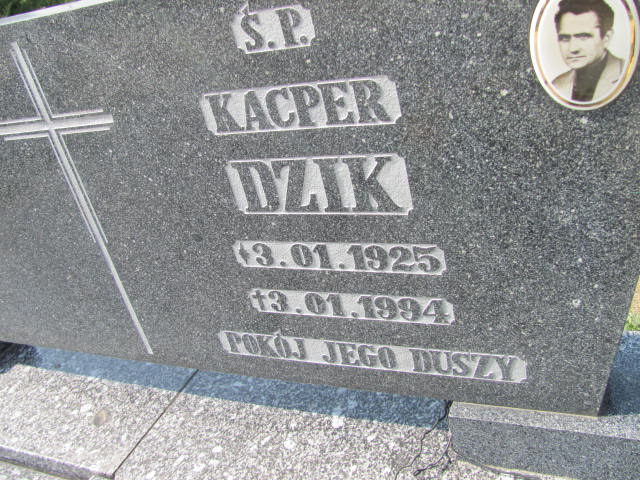 Ś.P.
KACPER
DZIK
*3.01.1925
†3.01.1994
POKÓJ JEGO DUSZY